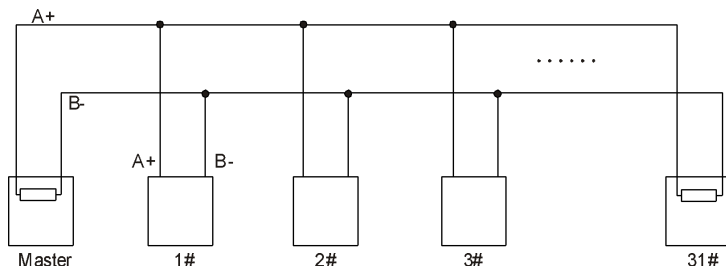 A+
......
B-
A+ B-
Master 1# 2# 3# 31#